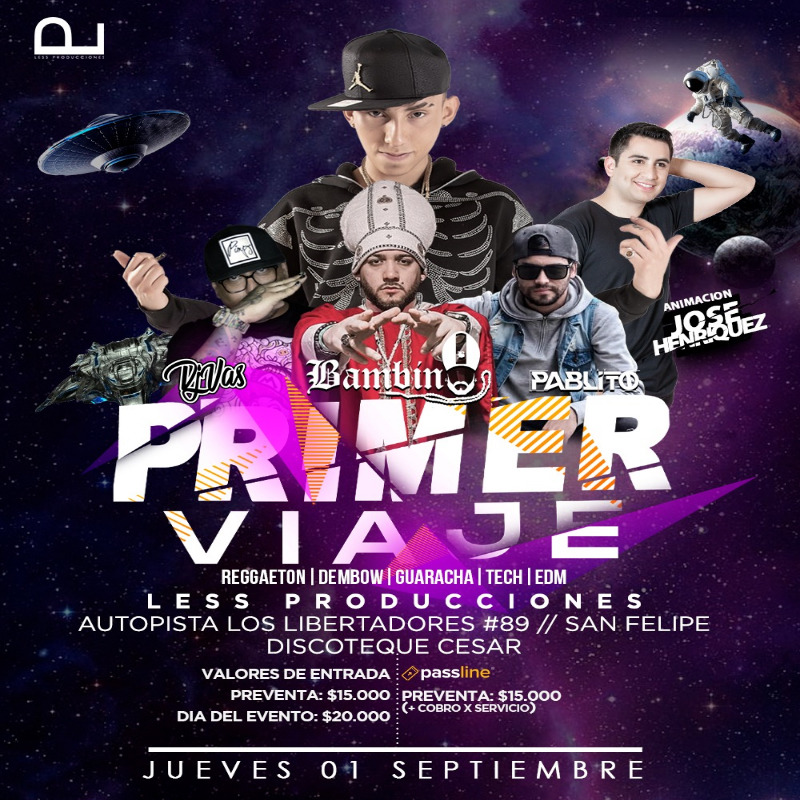 LESS PRODUCCIONES
Pinky
ANIMACION
JOSE
HENRIQUEZ
Dj Vas
Bambino
PABLITO
PRIMER
VIAJE
REGGAETON | DEMBOW | GUARACHA | TECH | EDM
LESS PRODUCCIONES
AUTOPISTA LOS LIBERTADORES #89 // SAN FELIPE
DISCOTEQUE CESAR
VALORES DE ENTRADA
PREVENTA: $15.000
DIA DEL EVENTO: $20.000
passline
PREVENTA: $15.000
(+ COBRO X SERVICIO)
JUEVES 01 SEPTIEMBRE